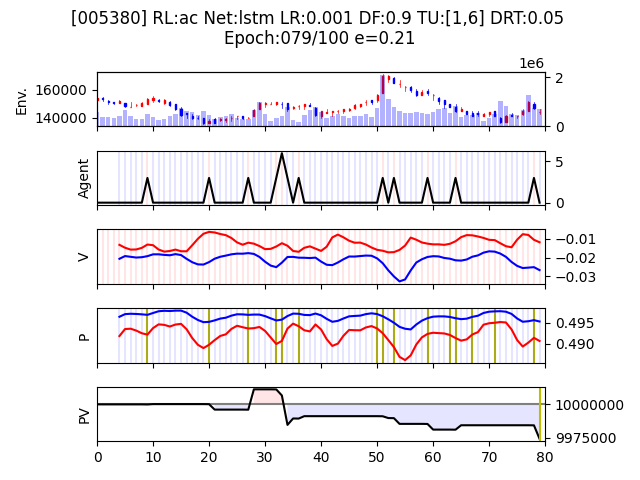 [005380] RL:ac Net:lstm LR:0.001 DF:0.9 TU:[1,6] DRT:0.05
Epoch:079/100 e=0.21
1e6
Env.
160000
140000
2
0
Agent
5
0
V
−0.01
−0.02
−0.03
P
0.495
0.490
PV
10000000
9975000
0 10 20 30 40 50 60 70 80